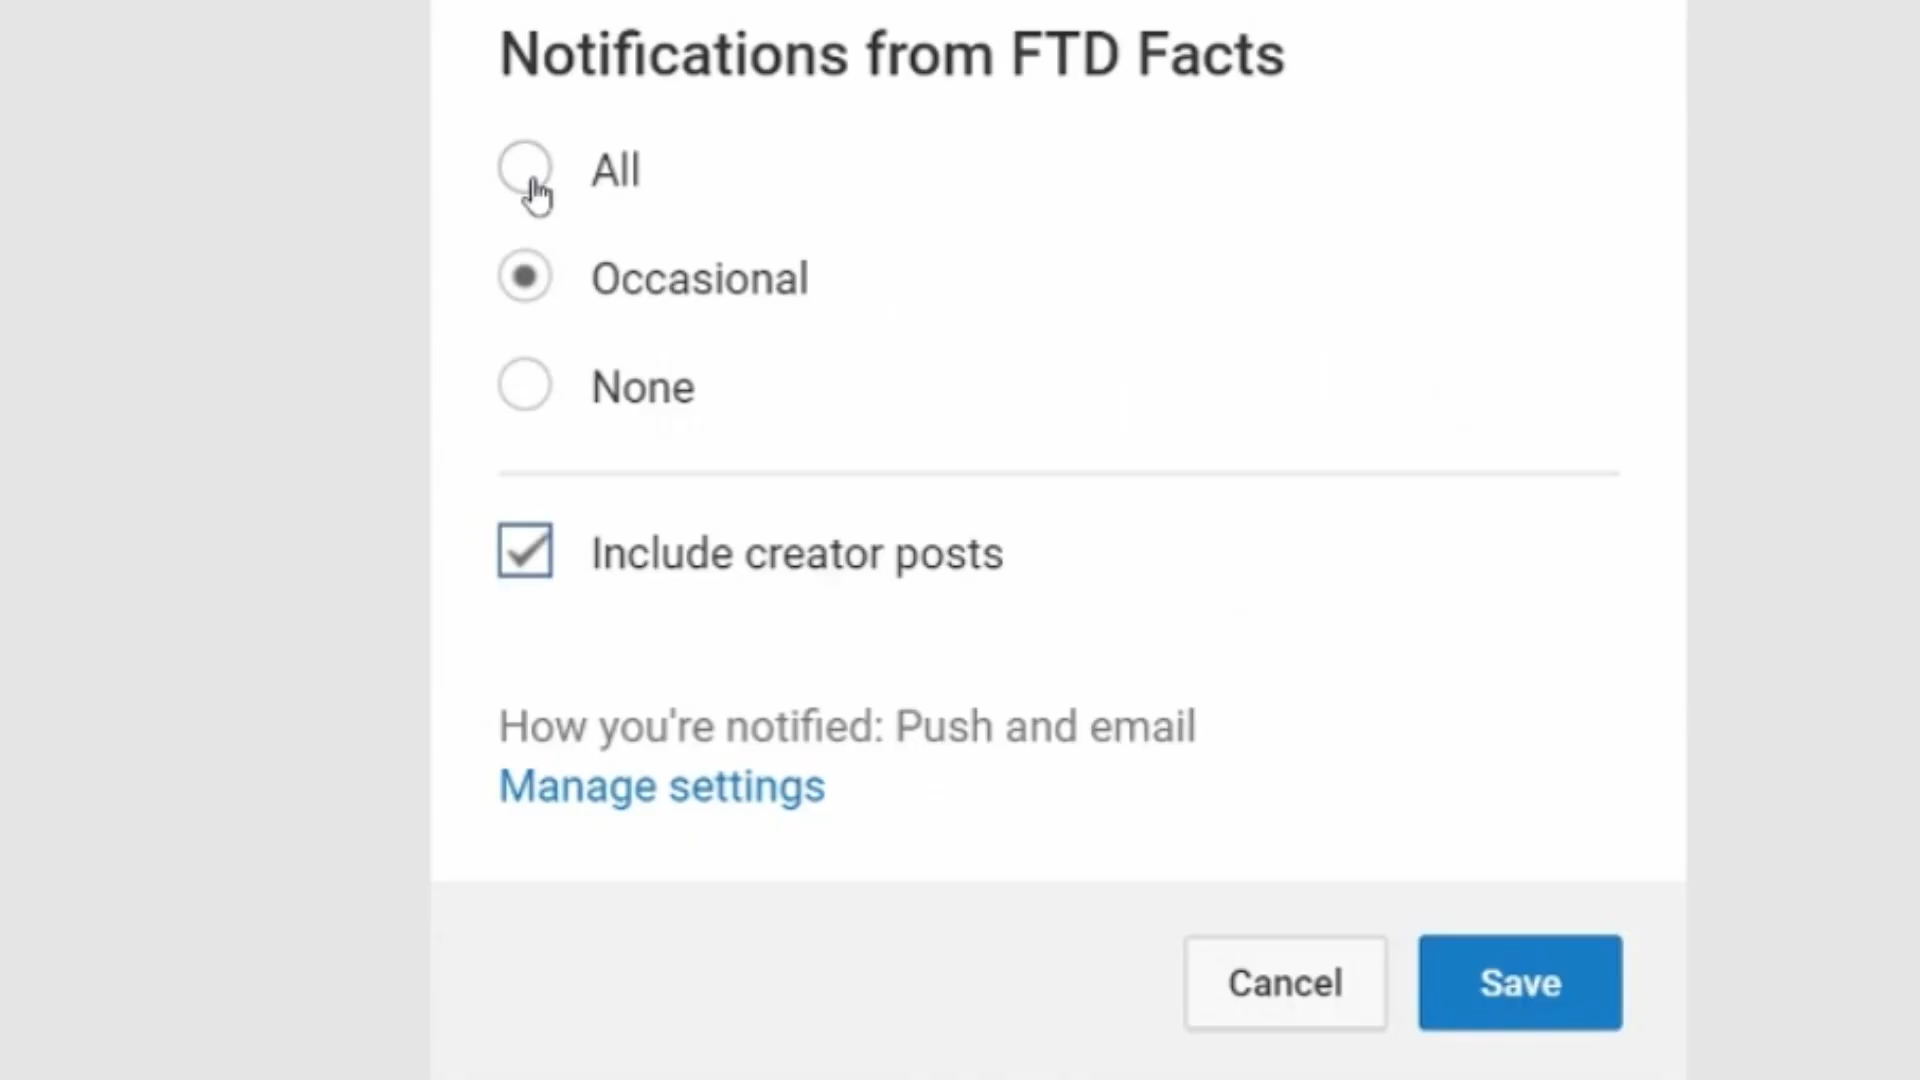 Notifications from FTD Facts
All
Occasional
None
Include creator posts
How you're notified: Push and email
Manage settings
Cancel
Save